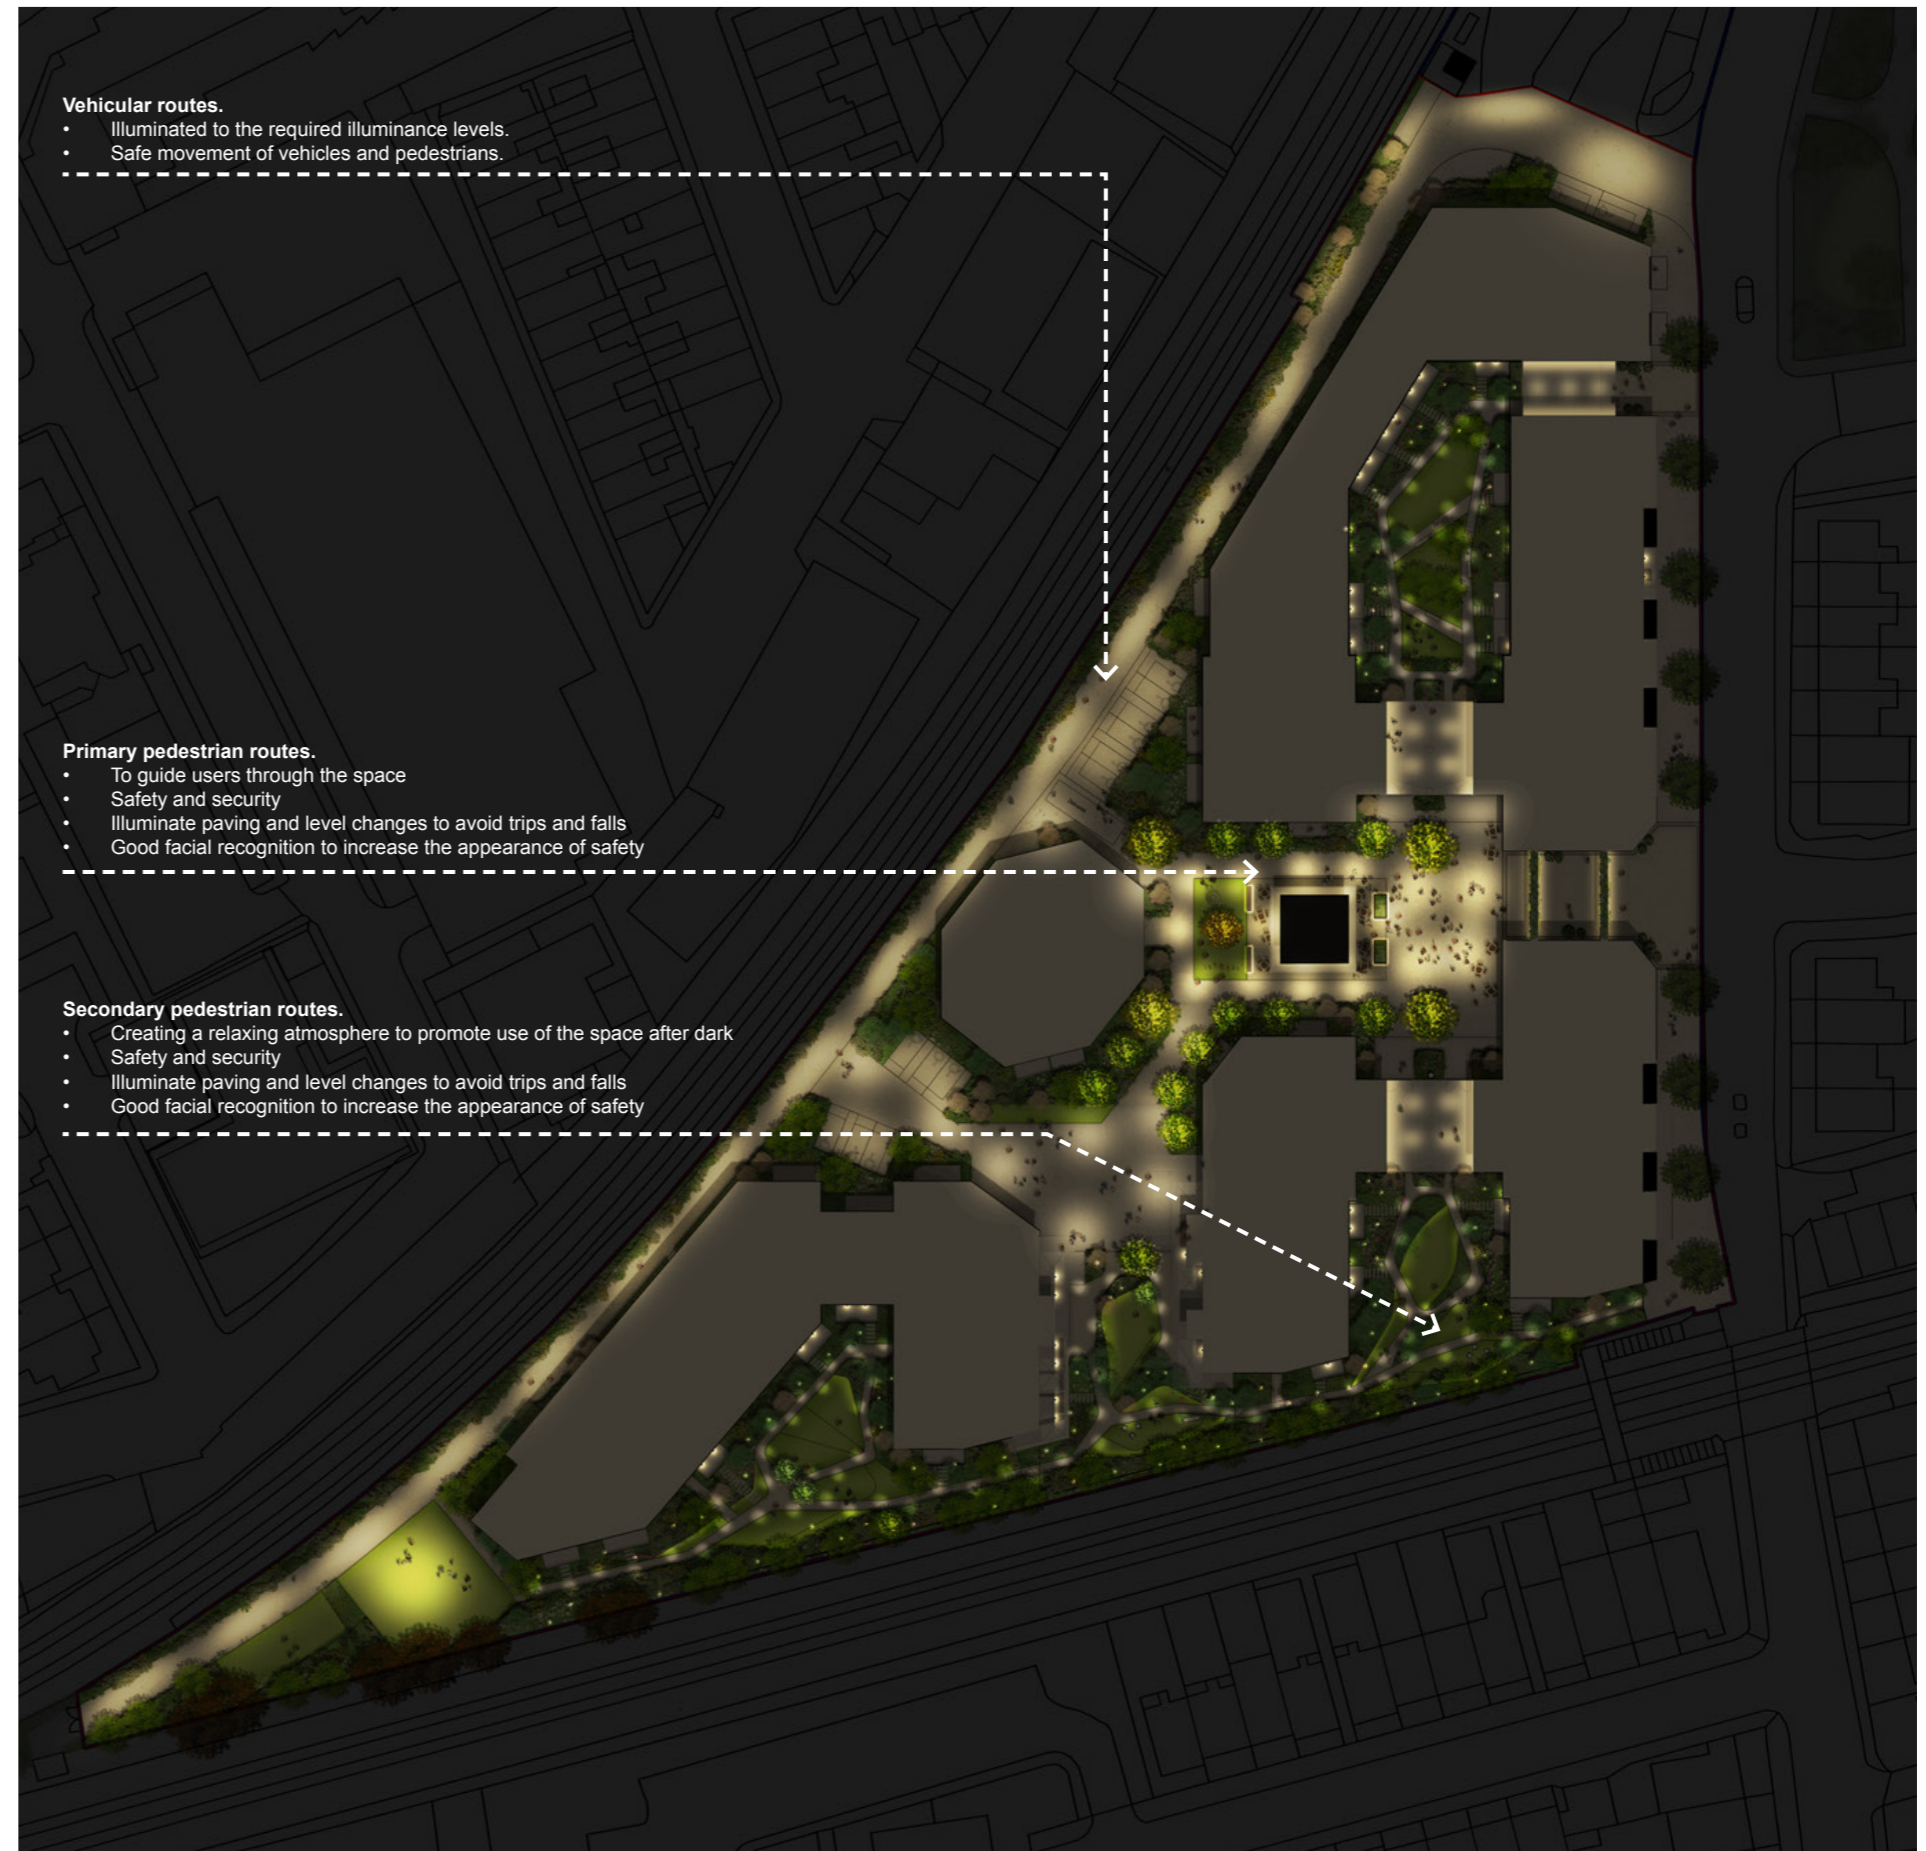 Vehicular routes.
• Illuminated to the required illuminance levels.
• Safe movement of vehicles and pedestrians.
Primary pedestrian routes.
• To guide users through the space
• Safety and security
• Illuminate paving and level changes to avoid trips and falls
• Good facial recognition to increase the appearance of safety
Secondary pedestrian routes.
• Creating a relaxing atmosphere to promote use of the space after dark
• Safety and security
• Illuminate paving and level changes to avoid trips and falls
• Good facial recognition to increase the appearance of safety